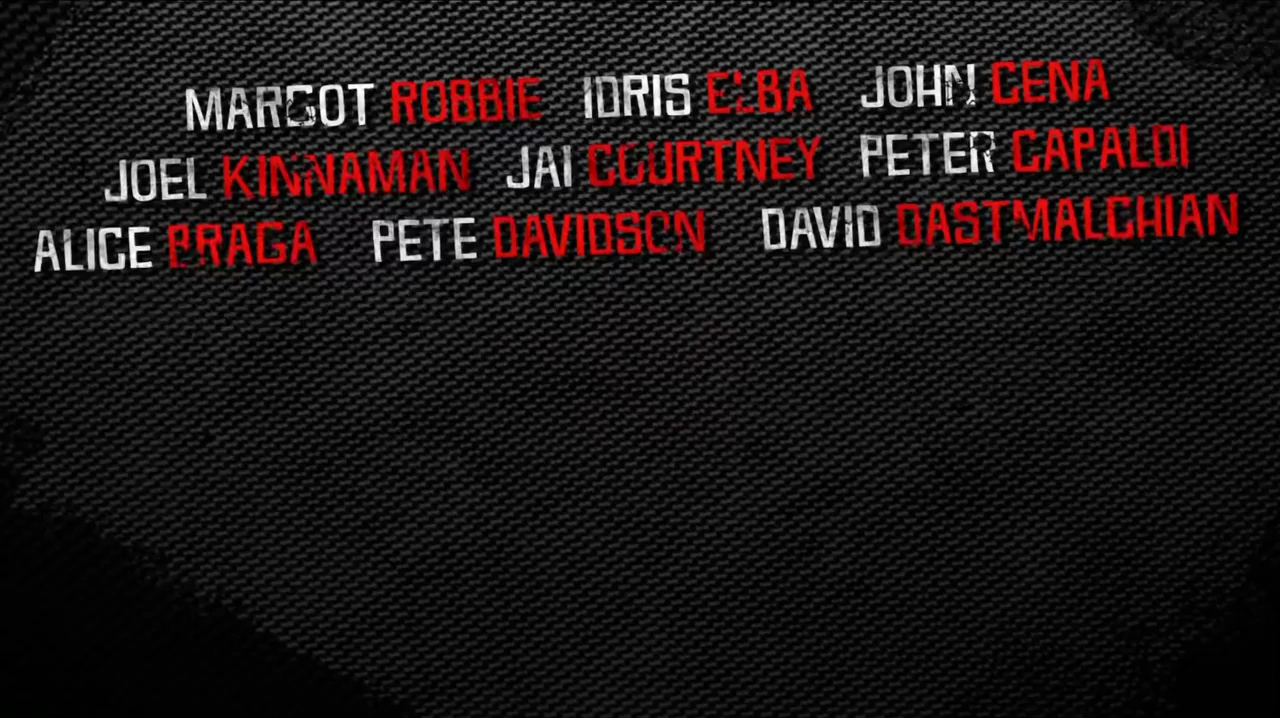 MARGOT ROBBIE IDRIS ELBA JOHN CENA
JOEL KINNAMAN JAI COURTNEY PETER CAPALDI
ALICE BRAGA PETE DAVIDSON DAVID DASTMALCHIAN